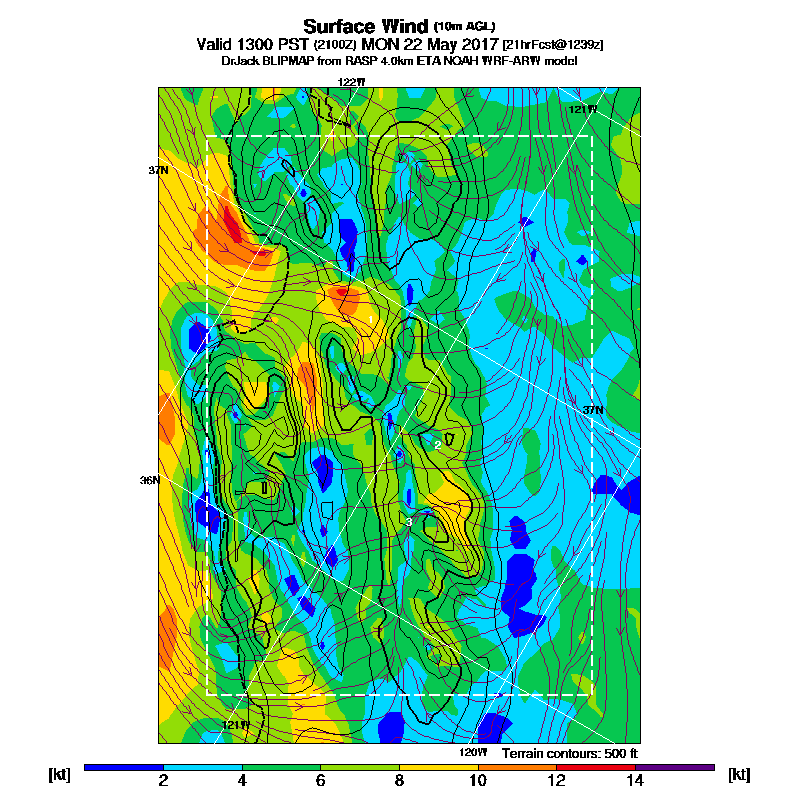 Surface Wind (10m AGL)
Valid 1300 PST (2100Z) MON 22 May 2017 [21hrFcst@1239z]
DrJack BLIPMAP from RASP 4.0km ETA NOAH WRF-ARW model
122W
121W
37N
1
37N
2
36N
3
121W
120W
Terrain contours: 500 ft
[kt] 2 4 6 8 10 12 14 [kt]